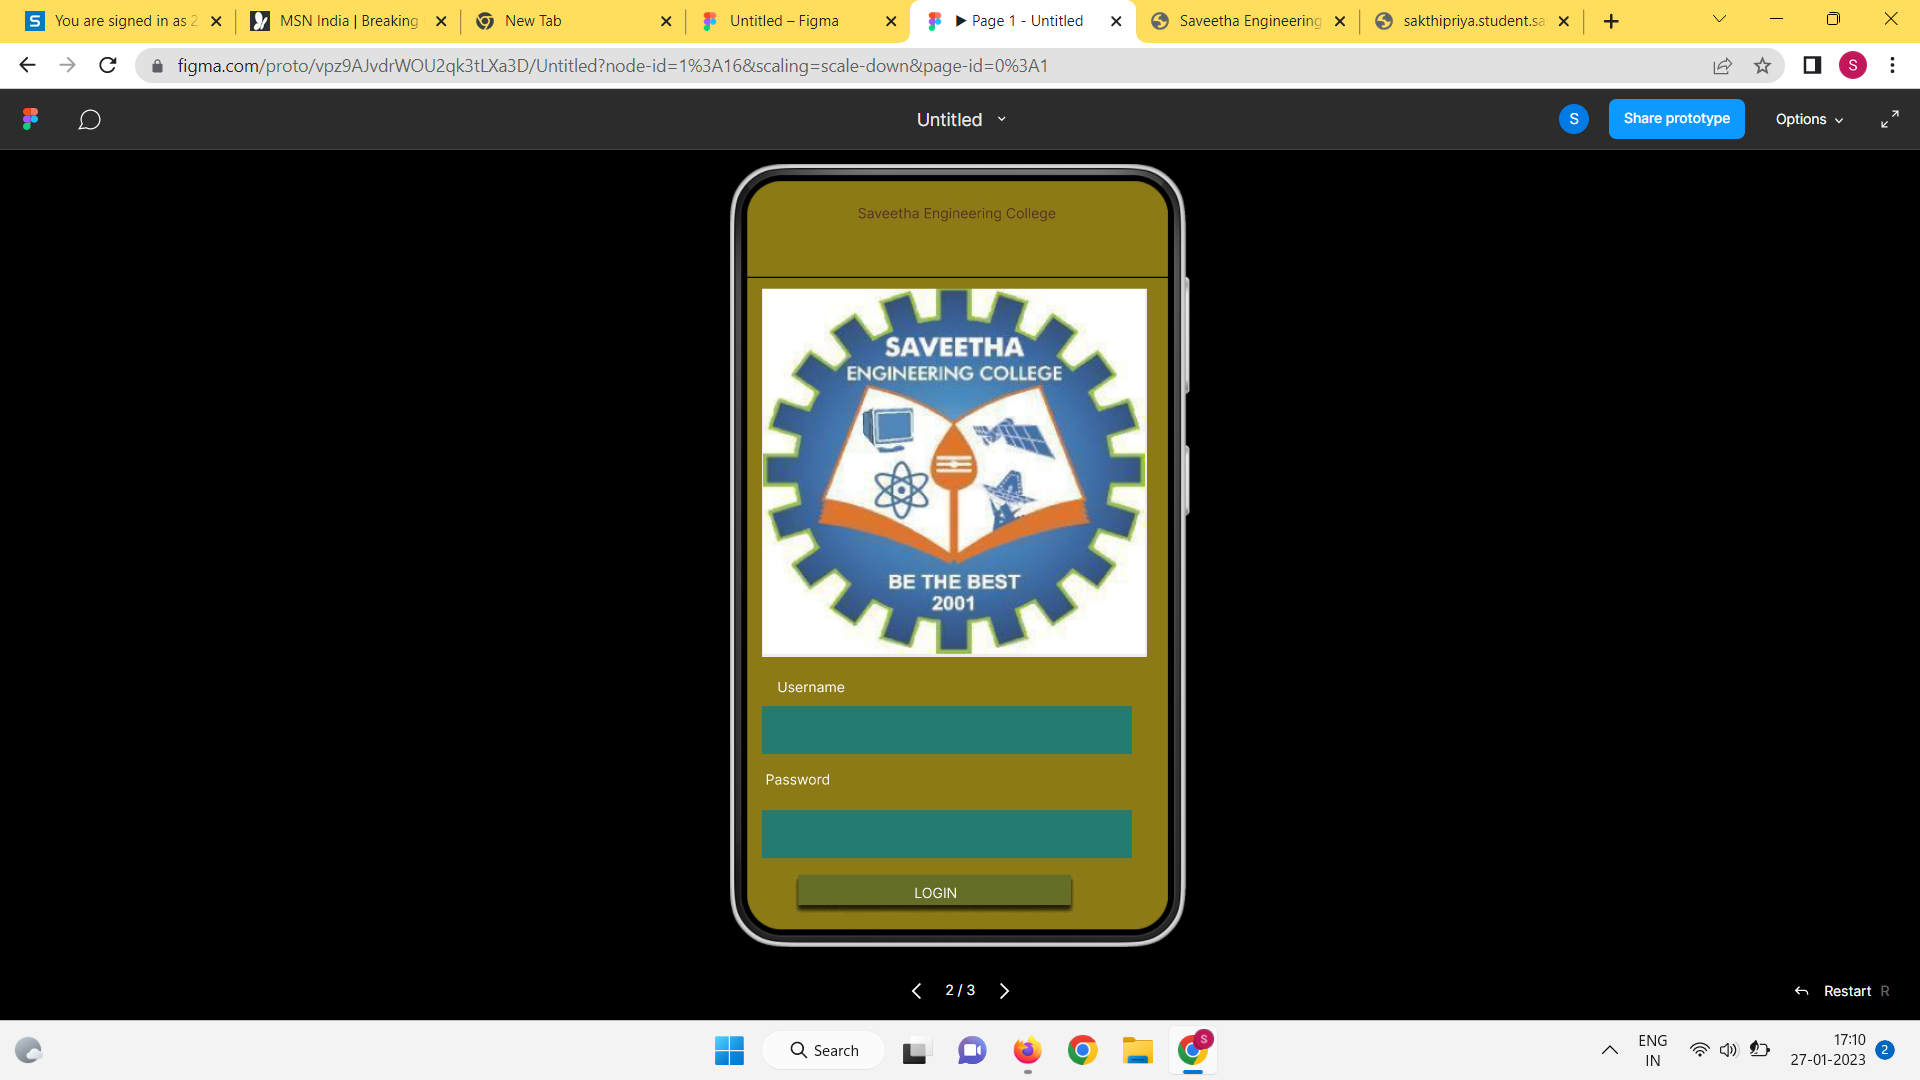 You are signed in as 2
MSN India | Breaking
New Tab
Untitled – Figma
▶ Page 1 - Untitled
Saveetha Engineering
sakthipriya.student.sa
figma.com/proto/vpz9AJvdrWOU2qk3tLXa3D/Untitled?node-id=1%3A16&scaling=scale-down&page-id=0%3A1
S
Untitled
S
Share prototype
Options
Saveetha Engineering College
SAVEETHA
ENGINEERING COLLEGE
BE THE BEST
2001
Username
Password
LOGIN
2 / 3
Restart R
Search
S
ENG
IN
17:10
27-01-2023
2